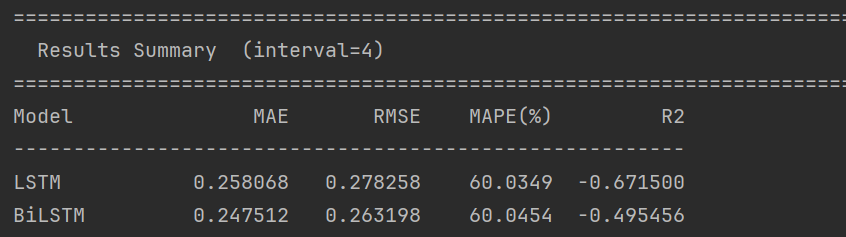 ======================================================================
Results Summary  (interval=4)
======================================================================
Model               MAE       RMSE    MAPE(%)         R2
--------------------------------------------------------
LSTM           0.258068   0.278258    60.0349  -0.671500
BiLSTM         0.247512   0.263198    60.0454  -0.495456